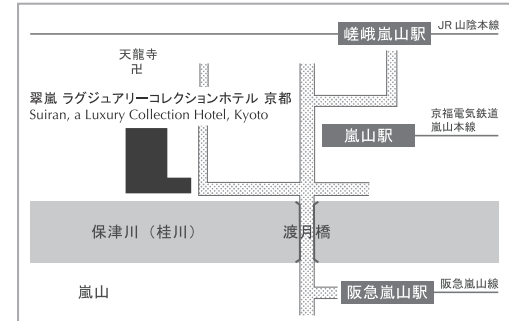 嵯峨嵐山駅
JR 山陰本線
天龍寺
卍
翠嵐 ラグジュアリーコレクションホテル 京都
Suiran, a Luxury Collection Hotel, Kyoto
京福電気鉄道
嵐山本線
嵐山駅
保津川（桂川）
渡月橋
阪急嵐山線
阪急嵐山駅
嵐山